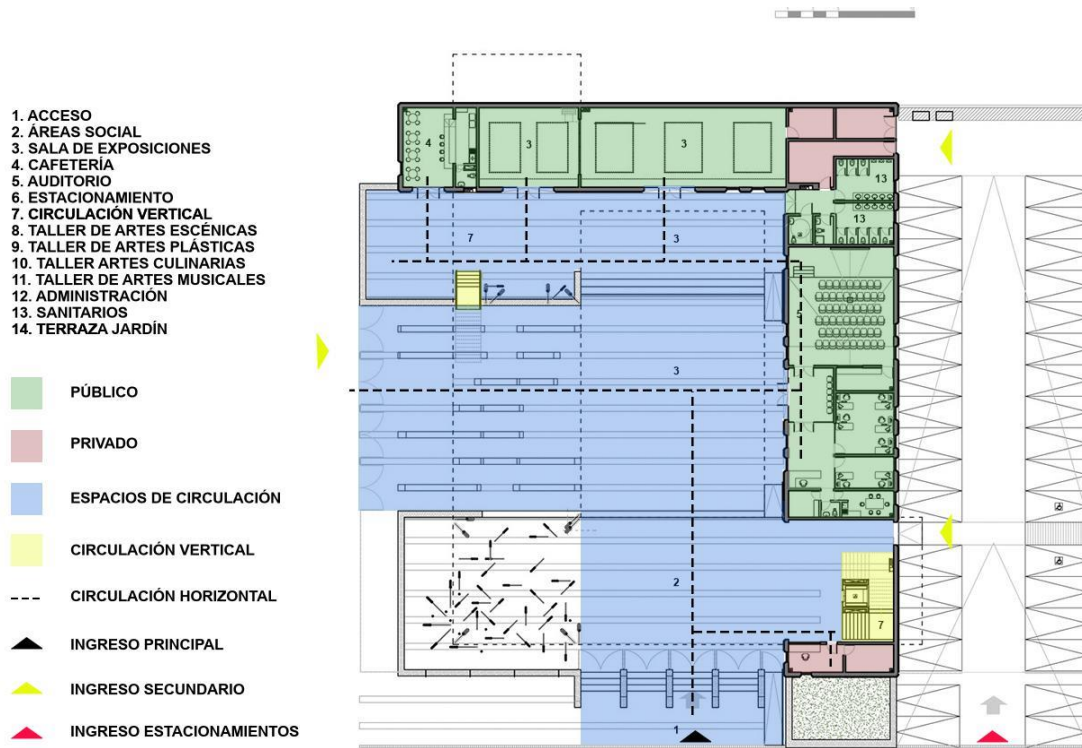 1. ACCESO
2. ÁREAS SOCIAL
3. SALA DE EXPOSICIONES
4. CAFETERÍA
5. AUDITORIO
6. ESTACIONAMIENTO
7. CIRCULACIÓN VERTICAL
8. TALLER DE ARTES ESCÉNICAS
9. TALLER DE ARTES PLÁSTICAS
10. TALLER ARTES CULINARIAS
11. TALLER DE ARTES MUSICALES
12. ADMINISTRACIÓN
13. SANITARIOS
14. TERRAZA JARDÍN
PÚBLICO
PRIVADO
ESPACIOS DE CIRCULACIÓN
CIRCULACIÓN VERTICAL
CIRCULACIÓN HORIZONTAL
INGRESO PRINCIPAL
INGRESO SECUNDARIO
INGRESO ESTACIONAMIENTOS
4
3
3
13
13
7
3
5
3
2
7
1